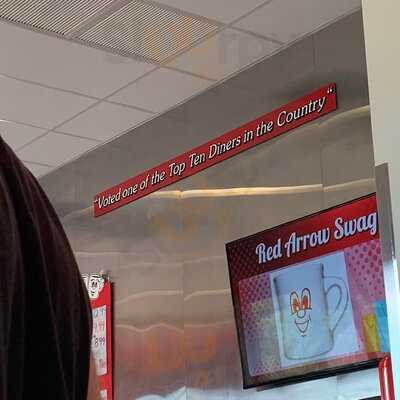 "Voted one of the Top Ten Diners in the Country"
Red Arrow Swag